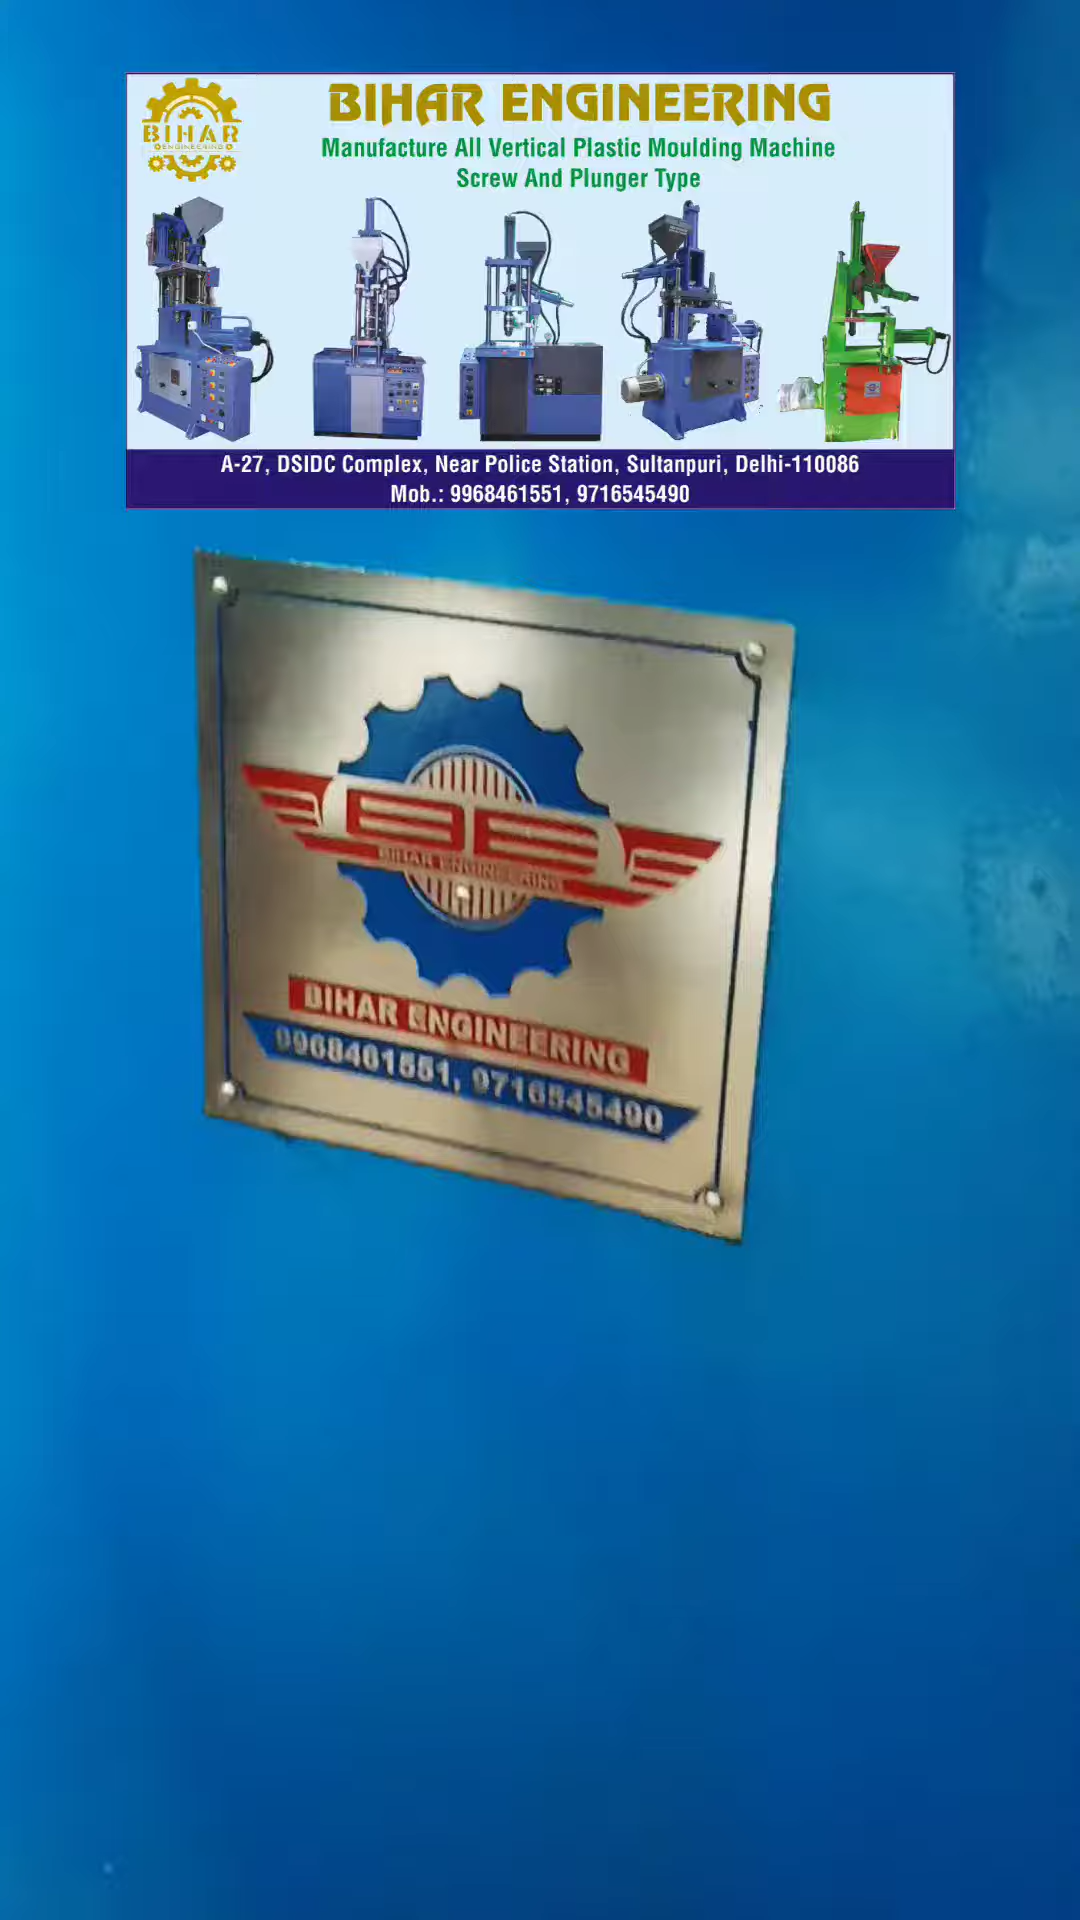 BIHAR
ENGINEERING
BIHAR ENGINEERING
Manufacture All Vertical Plastic Moulding Machine
Screw And Plunger Type
A-27, DSIDC Complex, Near Police Station, Sultanpuri, Delhi-110086
Mob.: 9968461551, 9716545490
BIHAR ENGINEERING
BIHAR ENGINEERING
9968461551, 9716545490